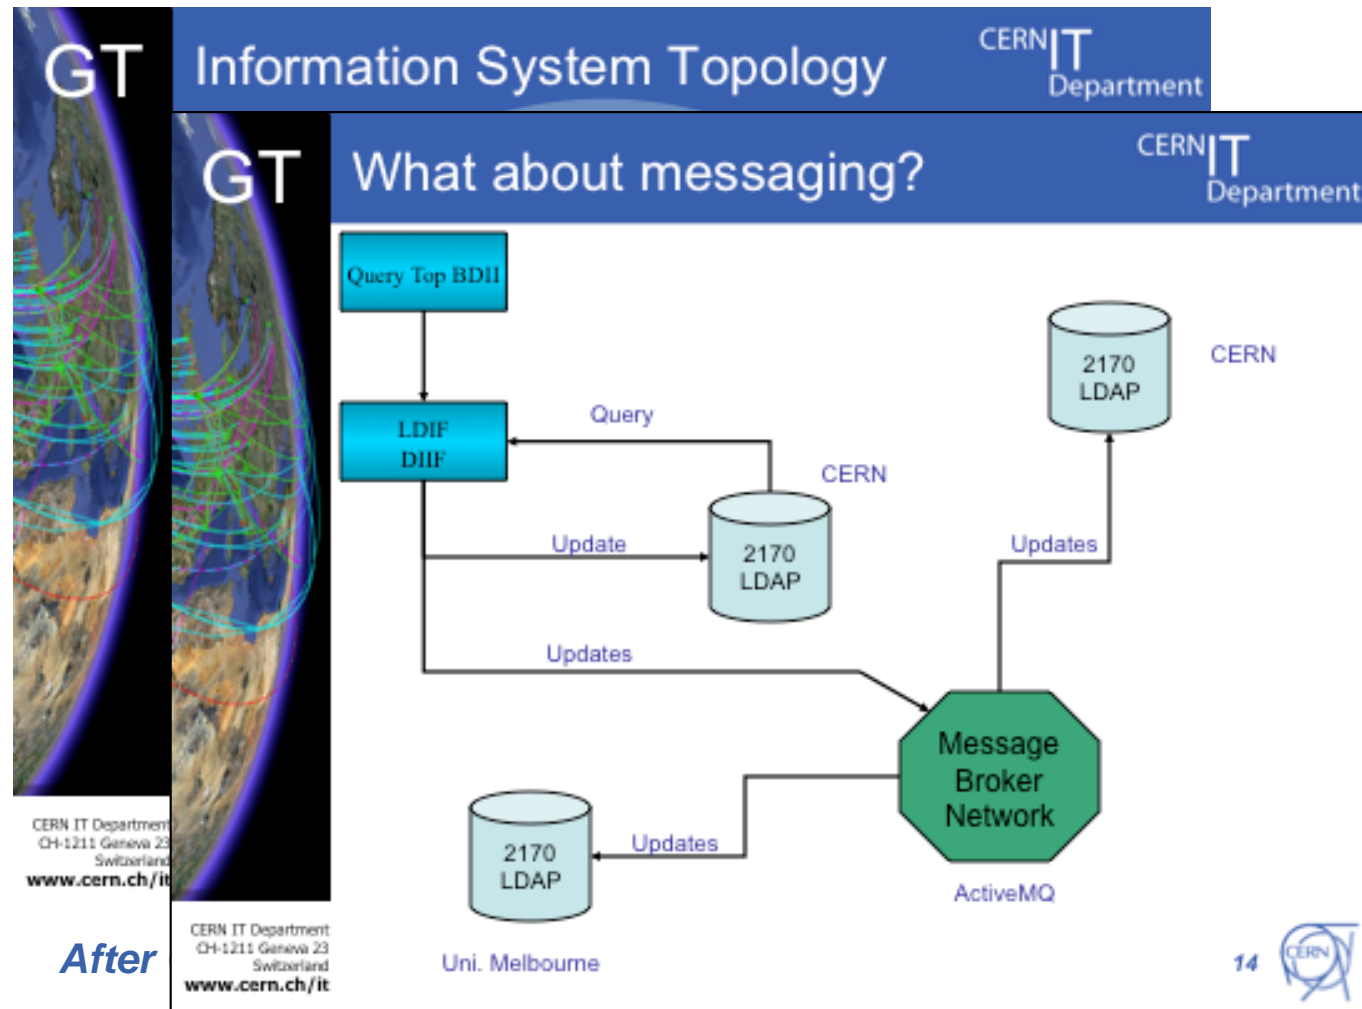 GT
Information System Topology
CERN IT
Department
GT
What about messaging?
CERN IT
Department
Query Top BDII
2170
LDAP
CERN
LDIF
DIIF
Query
CERN
Update
2170
LDAP
Updates
Updates
Message
Broker
Network
ActiveMQ
Updates
2170
LDAP
Uni. Melbourne
CERN IT Department
CH-1211 Geneva 23
Switzerland
www.cern.ch/it
After
CERN IT Department
CH-1211 Geneva 23
Switzerland
www.cern.ch/it
14
CERN